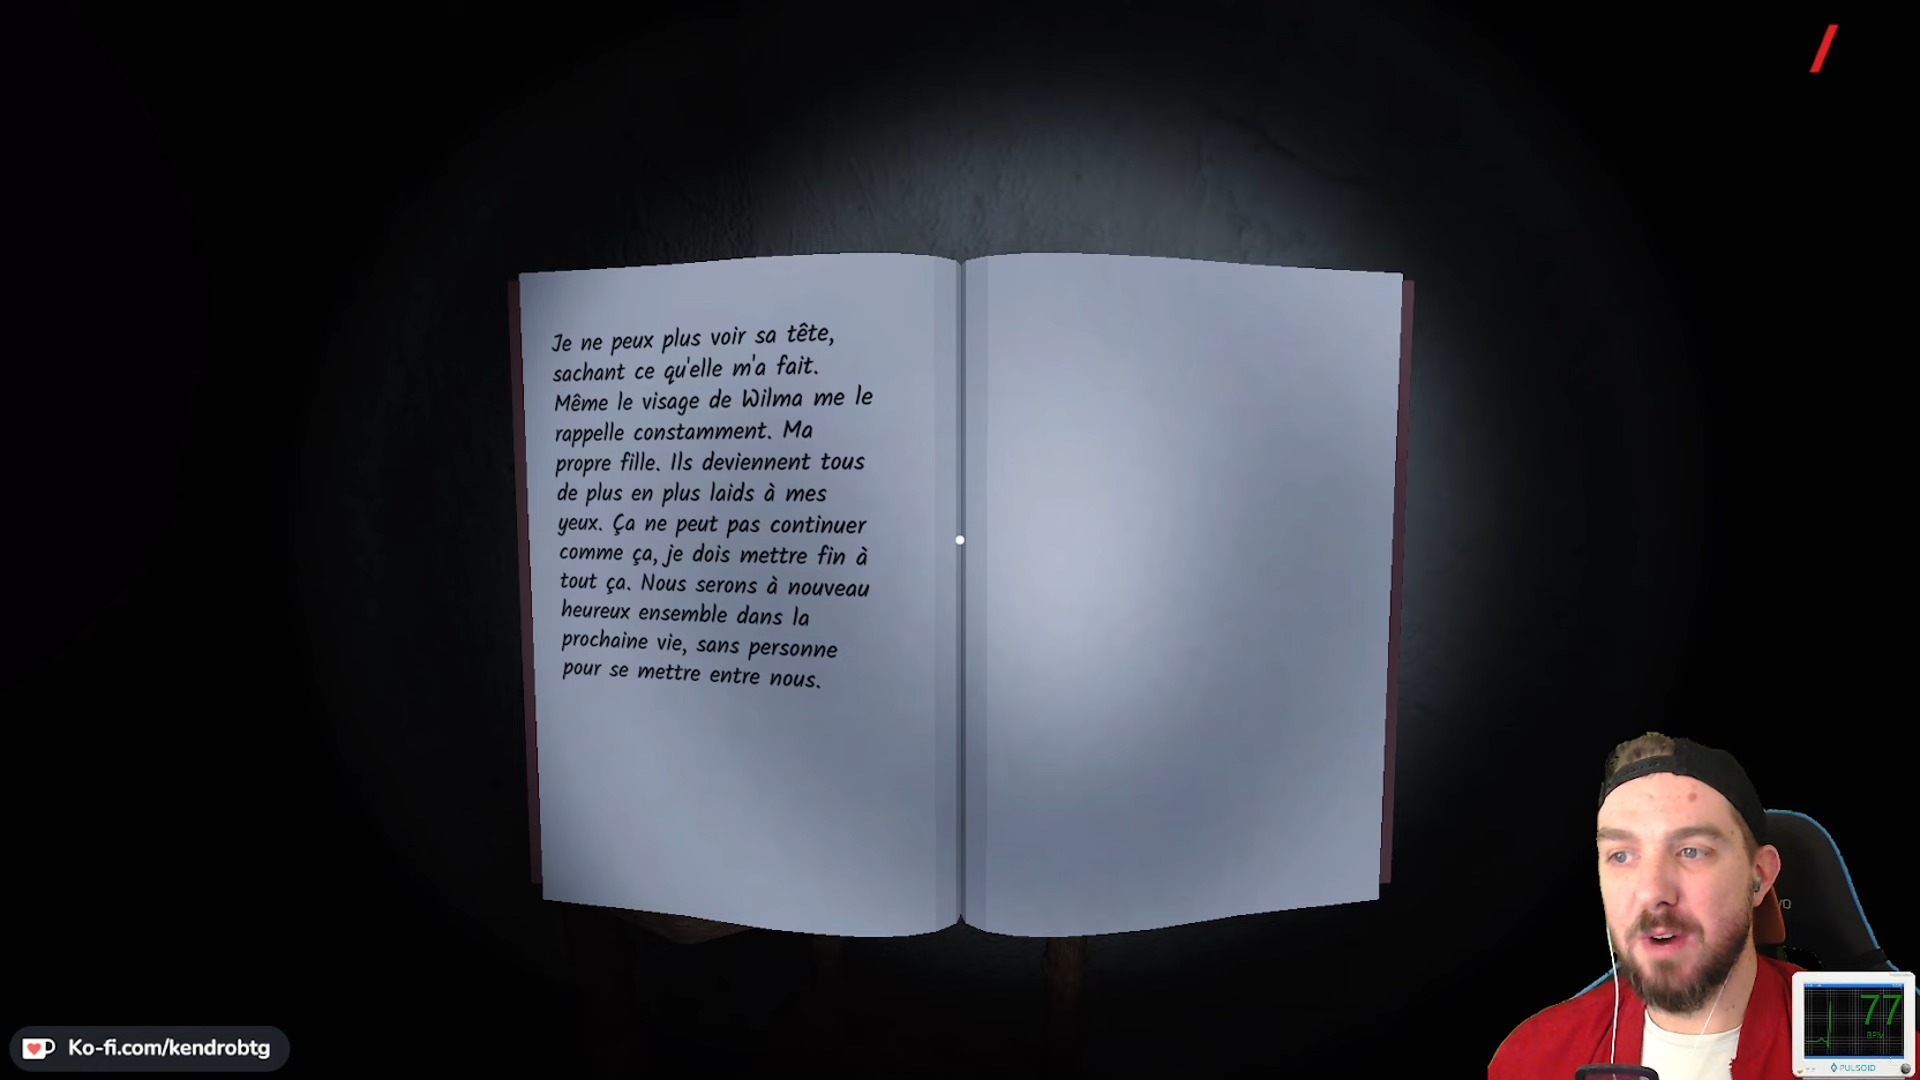 Je ne peux plus voir sa tête,
sachant ce qu'elle m'a fait.
Même le visage de Wilma me le
rappelle constamment. Ma
propre fille. Ils deviennent tous
de plus en plus laids à mes
yeux. Ça ne peut pas continuer
comme ça, je dois mettre fin à
tout ça. Nous serons à nouveau
heureux ensemble dans la
prochaine vie, sans personne
pour se mettre entre nous.
Ko-fi.com/kendrobtg
77
BPM
PULSOID